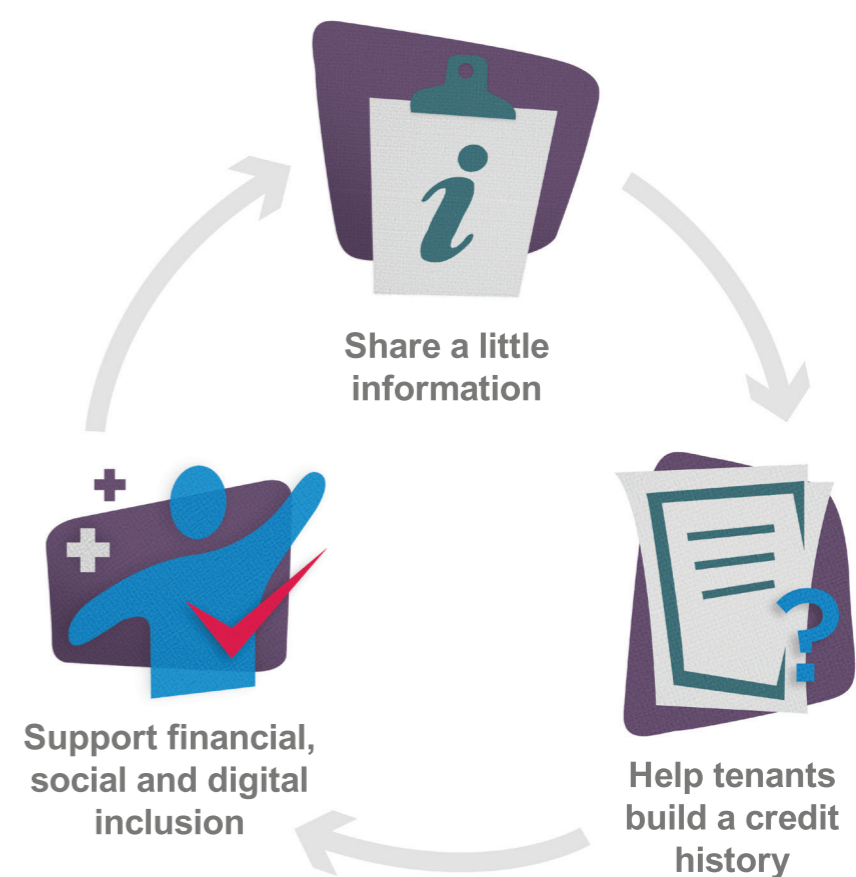 Share a little
information
Help tenants
build a credit
history
Support financial,
social and digital
inclusion